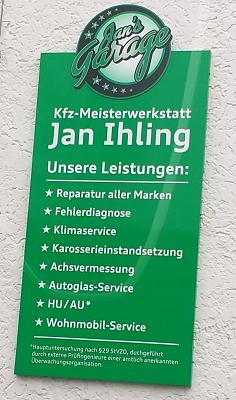 Jan's
Garage
Kfz-Meisterwerkstatt
Jan Ihling
Unsere Leistungen:
★ Reparatur aller Marken
★ Fehlerdiagnose
★ Klimaservice
★ Karosserieinstandsetzung
★ Achsvermessung
★ Autoglas-Service
★ HU/AU*
★ Wohnmobil-Service
*Hauptuntersuchung nach §29 StVZO, duchgeführt
durch externe Prüfingenieure einer amtlich anerkannten
Überwachungsorganisation.